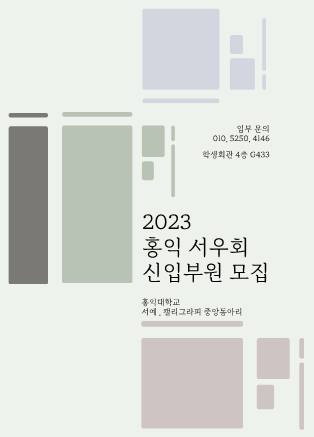 입부 문의
010. 5250. 4146
학생회관 4층 G433
2023
홍익 서우회
신입부원 모집
홍익대학교
서예 , 캘리그라피 중앙동아리